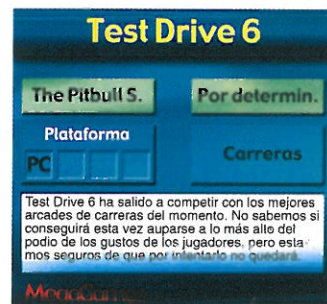 Test Drive 6
The Pitbull S.
Por determin.
Plataforma
PC
Carreras
Test Drive 6 ha salido a competir con los mejores
arcades de carreras del momento. No sabemos si
conseguirá esta vez auparse a lo más alto del
podio de los gustos de los jugadores, pero esta-
mos seguros de que por intentarlo no quedará.
MegaGames